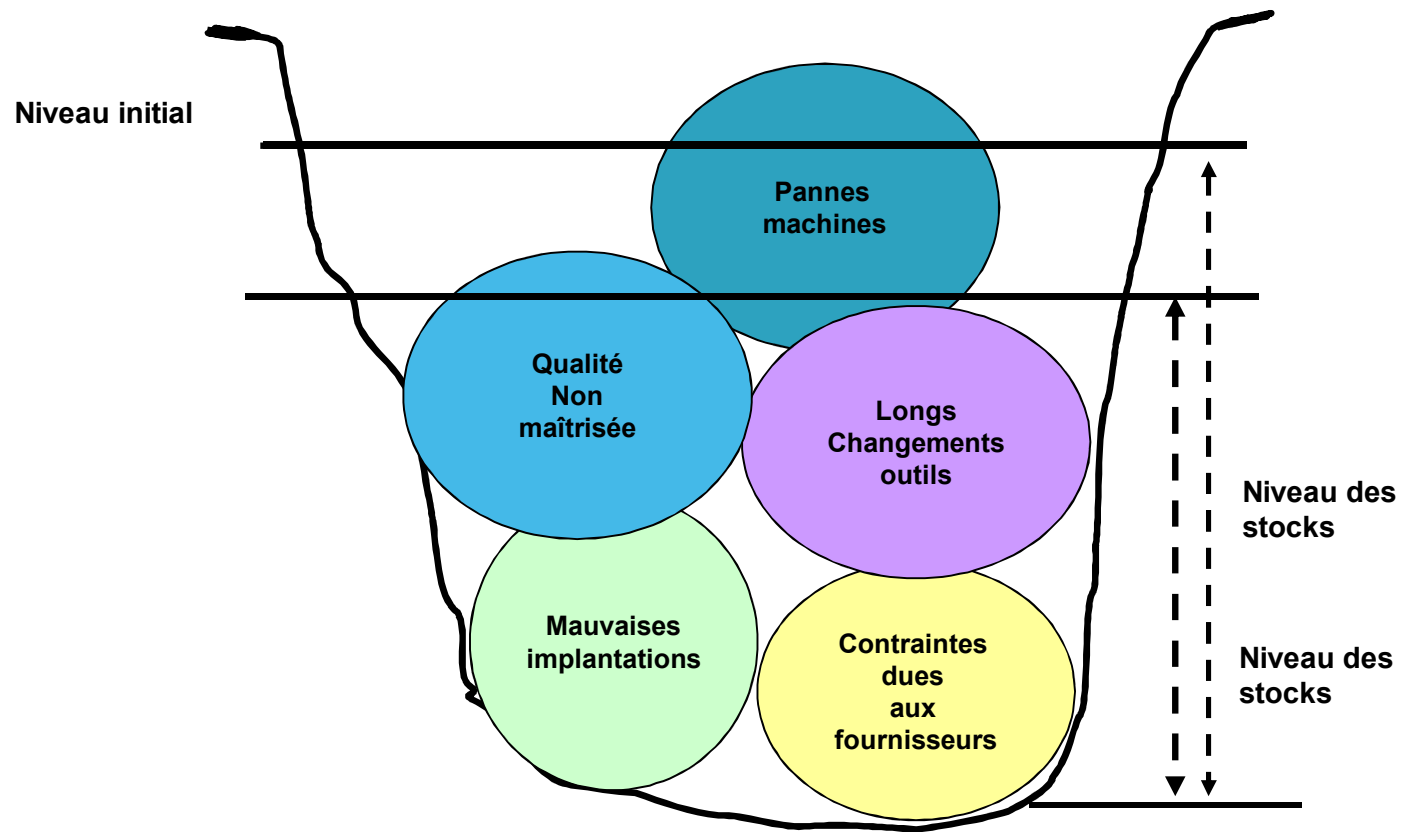 Niveau initial
Pannes
machines
Qualité
Non
maîtrisée
Longs
Changements
outils
Niveau des
stocks
Mauvaises
implantations
Contraintes
dues
aux
fournisseurs
Niveau des
stocks